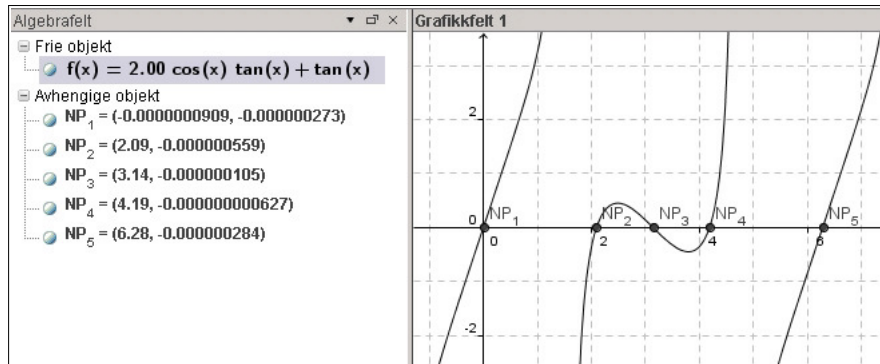 Algebrafelt
Frie objekt
f(x) = 2.00 cos(x) tan(x) + tan(x)
Avhengige objekt
NP1 = (-0.0000000909, -0.000000273)
NP2 = (2.09, -0.000000559)
NP3 = (3.14, -0.000000105)
NP4 = (4.19, -0.000000000627)
NP5 = (6.28, -0.000000284)
Grafikkfelt 1
2
0 NP1 NP2 NP3 NP4 NP5
0 2 4 6
-2